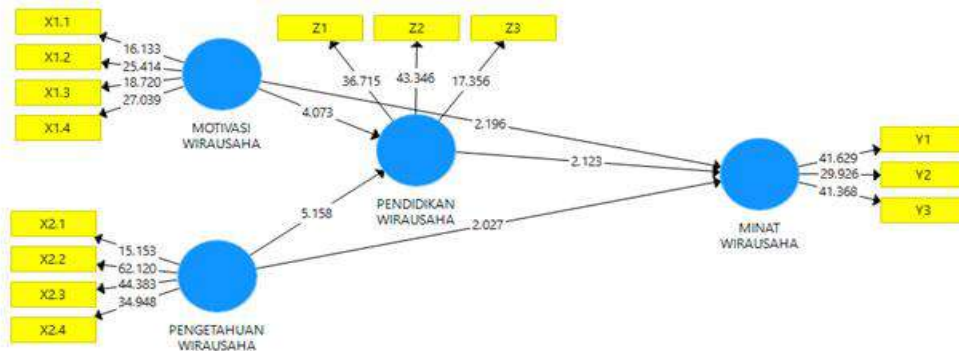 X1.1
X1.2
X1.3
X1.4
16.133
25.414
18.720
27.039
MOTIVASI
WIRAUSAHA
Z1
Z2
Z3
36.715
43.346
17.356
4.073
2.196
PENDIDIKAN
WIRAUSAHA
2.123
5.158
2.027
X2.1
X2.2
X2.3
X2.4
15.153
62.120
44.383
34.948
PENGETAHUAN
WIRAUSAHA
MINAT
WIRAUSAHA
41.629
29.926
41.368
Y1
Y2
Y3